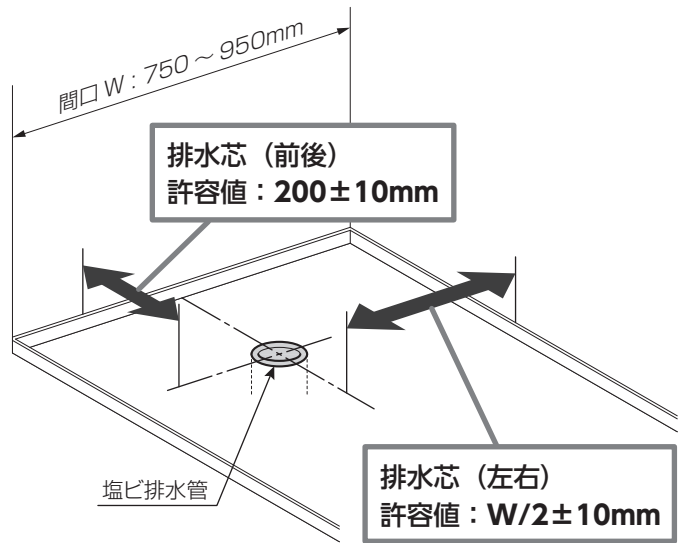 間口 W : 750 ～ 950mm
排水芯（前後）
許容値：200±10mm
塩ビ排水管
排水芯（左右）
許容値：W/2±10mm